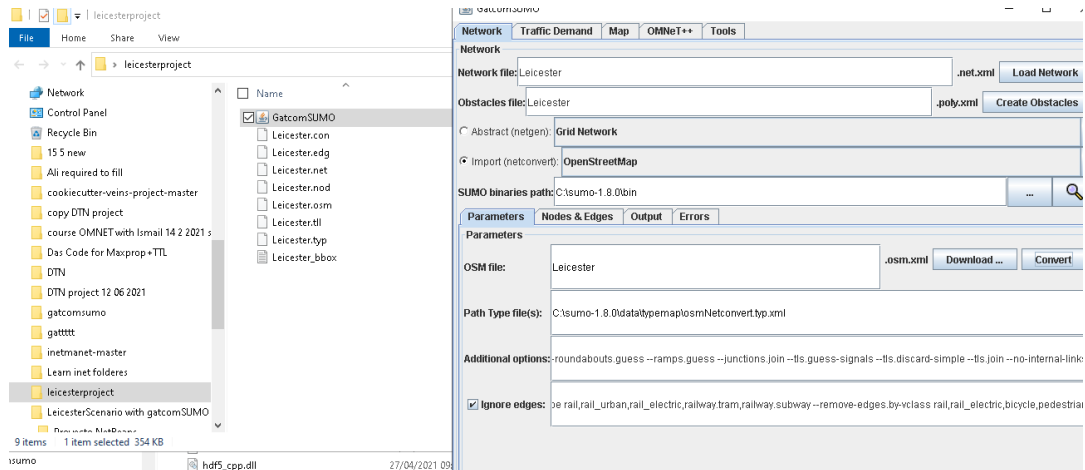 leicesterproject
File Home Share View
leicesterproject
Network
Control Panel
Recycle Bin
15 5 new
Ali required to fill
cookiecutter-veins-project-master
copy DTN project
course OMNET with Ismail 14 2 2021 s
Das Code for Maxprop+TTL
DTN
DTN project 12 06 2021
gatcomsumo
gattttt
inetmanet-master
Learn inet folderes
leicesterproject
LeicesterScenario with gatcomSUMO
Proyecto NetBeans
Name
GatcomSUMO
Leicester.con
Leicester.edg
Leicester.net
Leicester.nod
Leicester.osm
Leicester.tll
Leicester.typ
Leicester_bbox
9 items 1 item selected 354 KB
nsumo
hdf5_cpp.dll 27/04/2021 09:
GatcomSUMO
Network Traffic Demand Map OMNeT++ Tools
Network
Network file: Leicester .net.xml Load Network
Obstacles file: Leicester .poly.xml Create Obstacles
Abstract (netgen): Grid Network
Import (netconvert): OpenStreetMap
SUMO binaries path: C:\sumo-1.8.0\bin ...
Parameters Nodes & Edges Output Errors
Parameters
OSM file: Leicester .osm.xml Download ... Convert
Path Type file(s): C:\sumo-1.8.0\data\typemap\osmNetconvert.typ.xml
Additional options: -roundabouts.guess --ramps.guess --junctions.join --tls.guess-signals --tls.discard-simple --tls.join --no-internal-links
Ignore edges: pe rail,rail_urban,rail_electric,railway.tram,railway.subway --remove-edges.by-vclass rail,rail_electric,bicycle,pedestrian